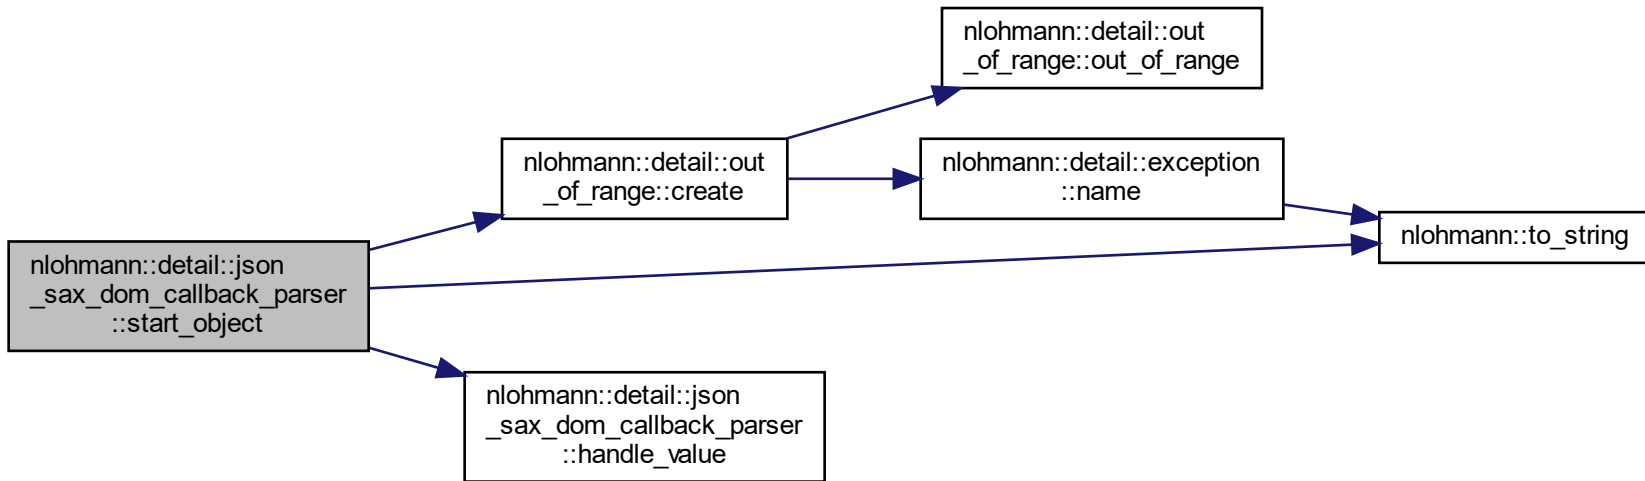 nlohmann::detail::out
_of_range::out_of_range
nlohmann::detail::out
_of_range::create
nlohmann::detail::exception
::name
nlohmann::to_string
nlohmann::detail::json
_sax_dom_callback_parser
::start_object
nlohmann::detail::json
_sax_dom_callback_parser
::handle_value